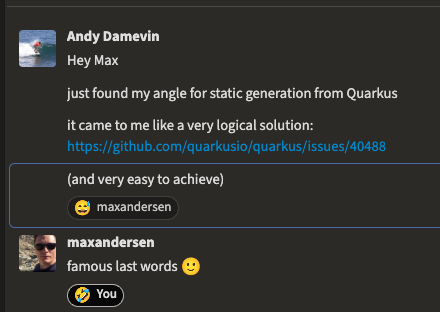 Andy Damevin
Hey Max
just found my angle for static generation from Quarkus
it came to me like a very logical solution:
https://github.com/quarkusio/quarkus/issues/40488
(and very easy to achieve)
😅 maxandersen
maxandersen
famous last words 🙂
🤣 You